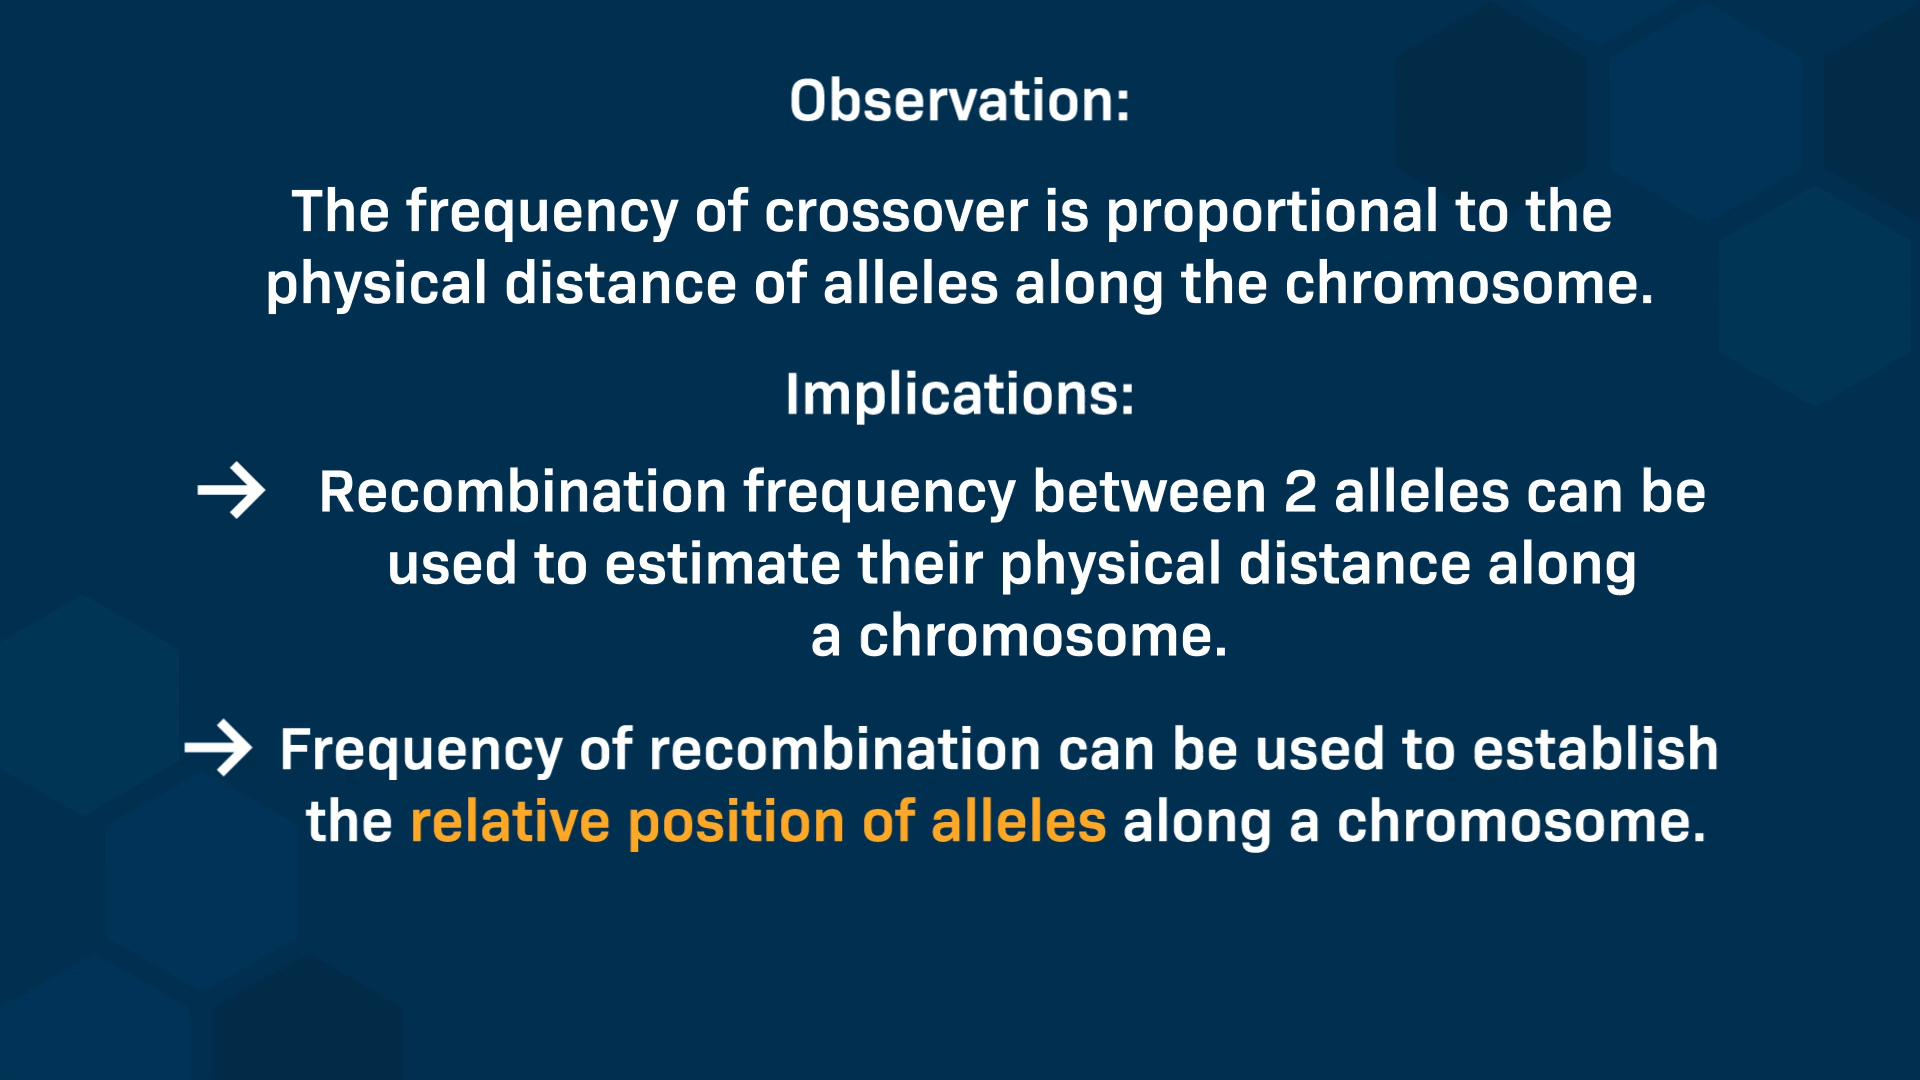 Observation:
The frequency of crossover is proportional to the
physical distance of alleles along the chromosome.
Implications:
→ Recombination frequency between 2 alleles can be
used to estimate their physical distance along
a chromosome.
→ Frequency of recombination can be used to establish
the relative position of alleles along a chromosome.